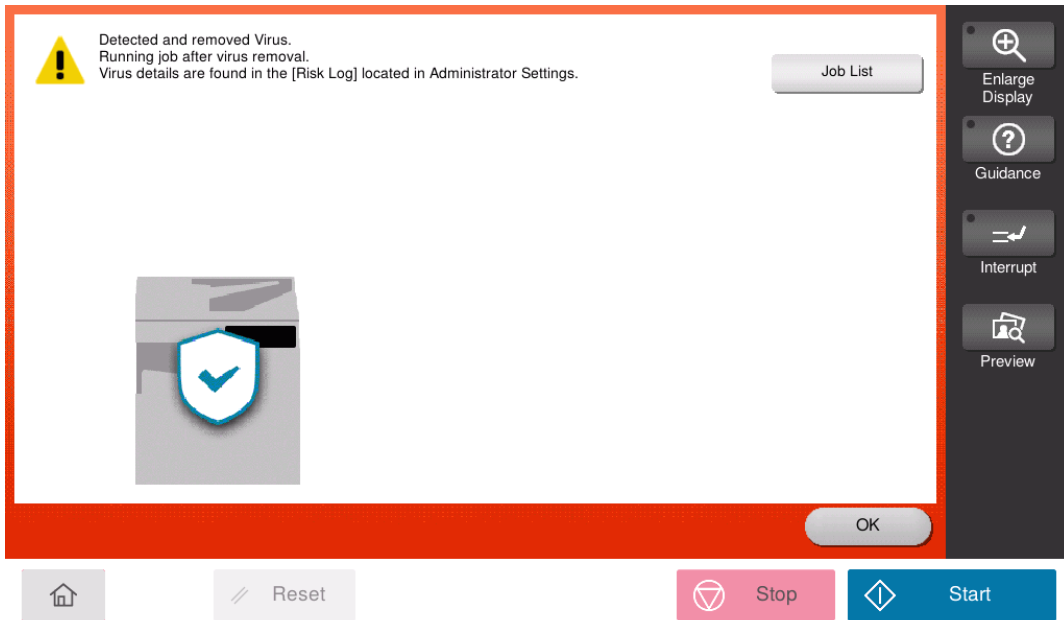 Detected and removed Virus.
Running job after virus removal.
Virus details are found in the [Risk Log] located in Administrator Settings.
Job List
Enlarge
Display
Guidance
Interrupt
Preview
OK
Reset
Stop
Start